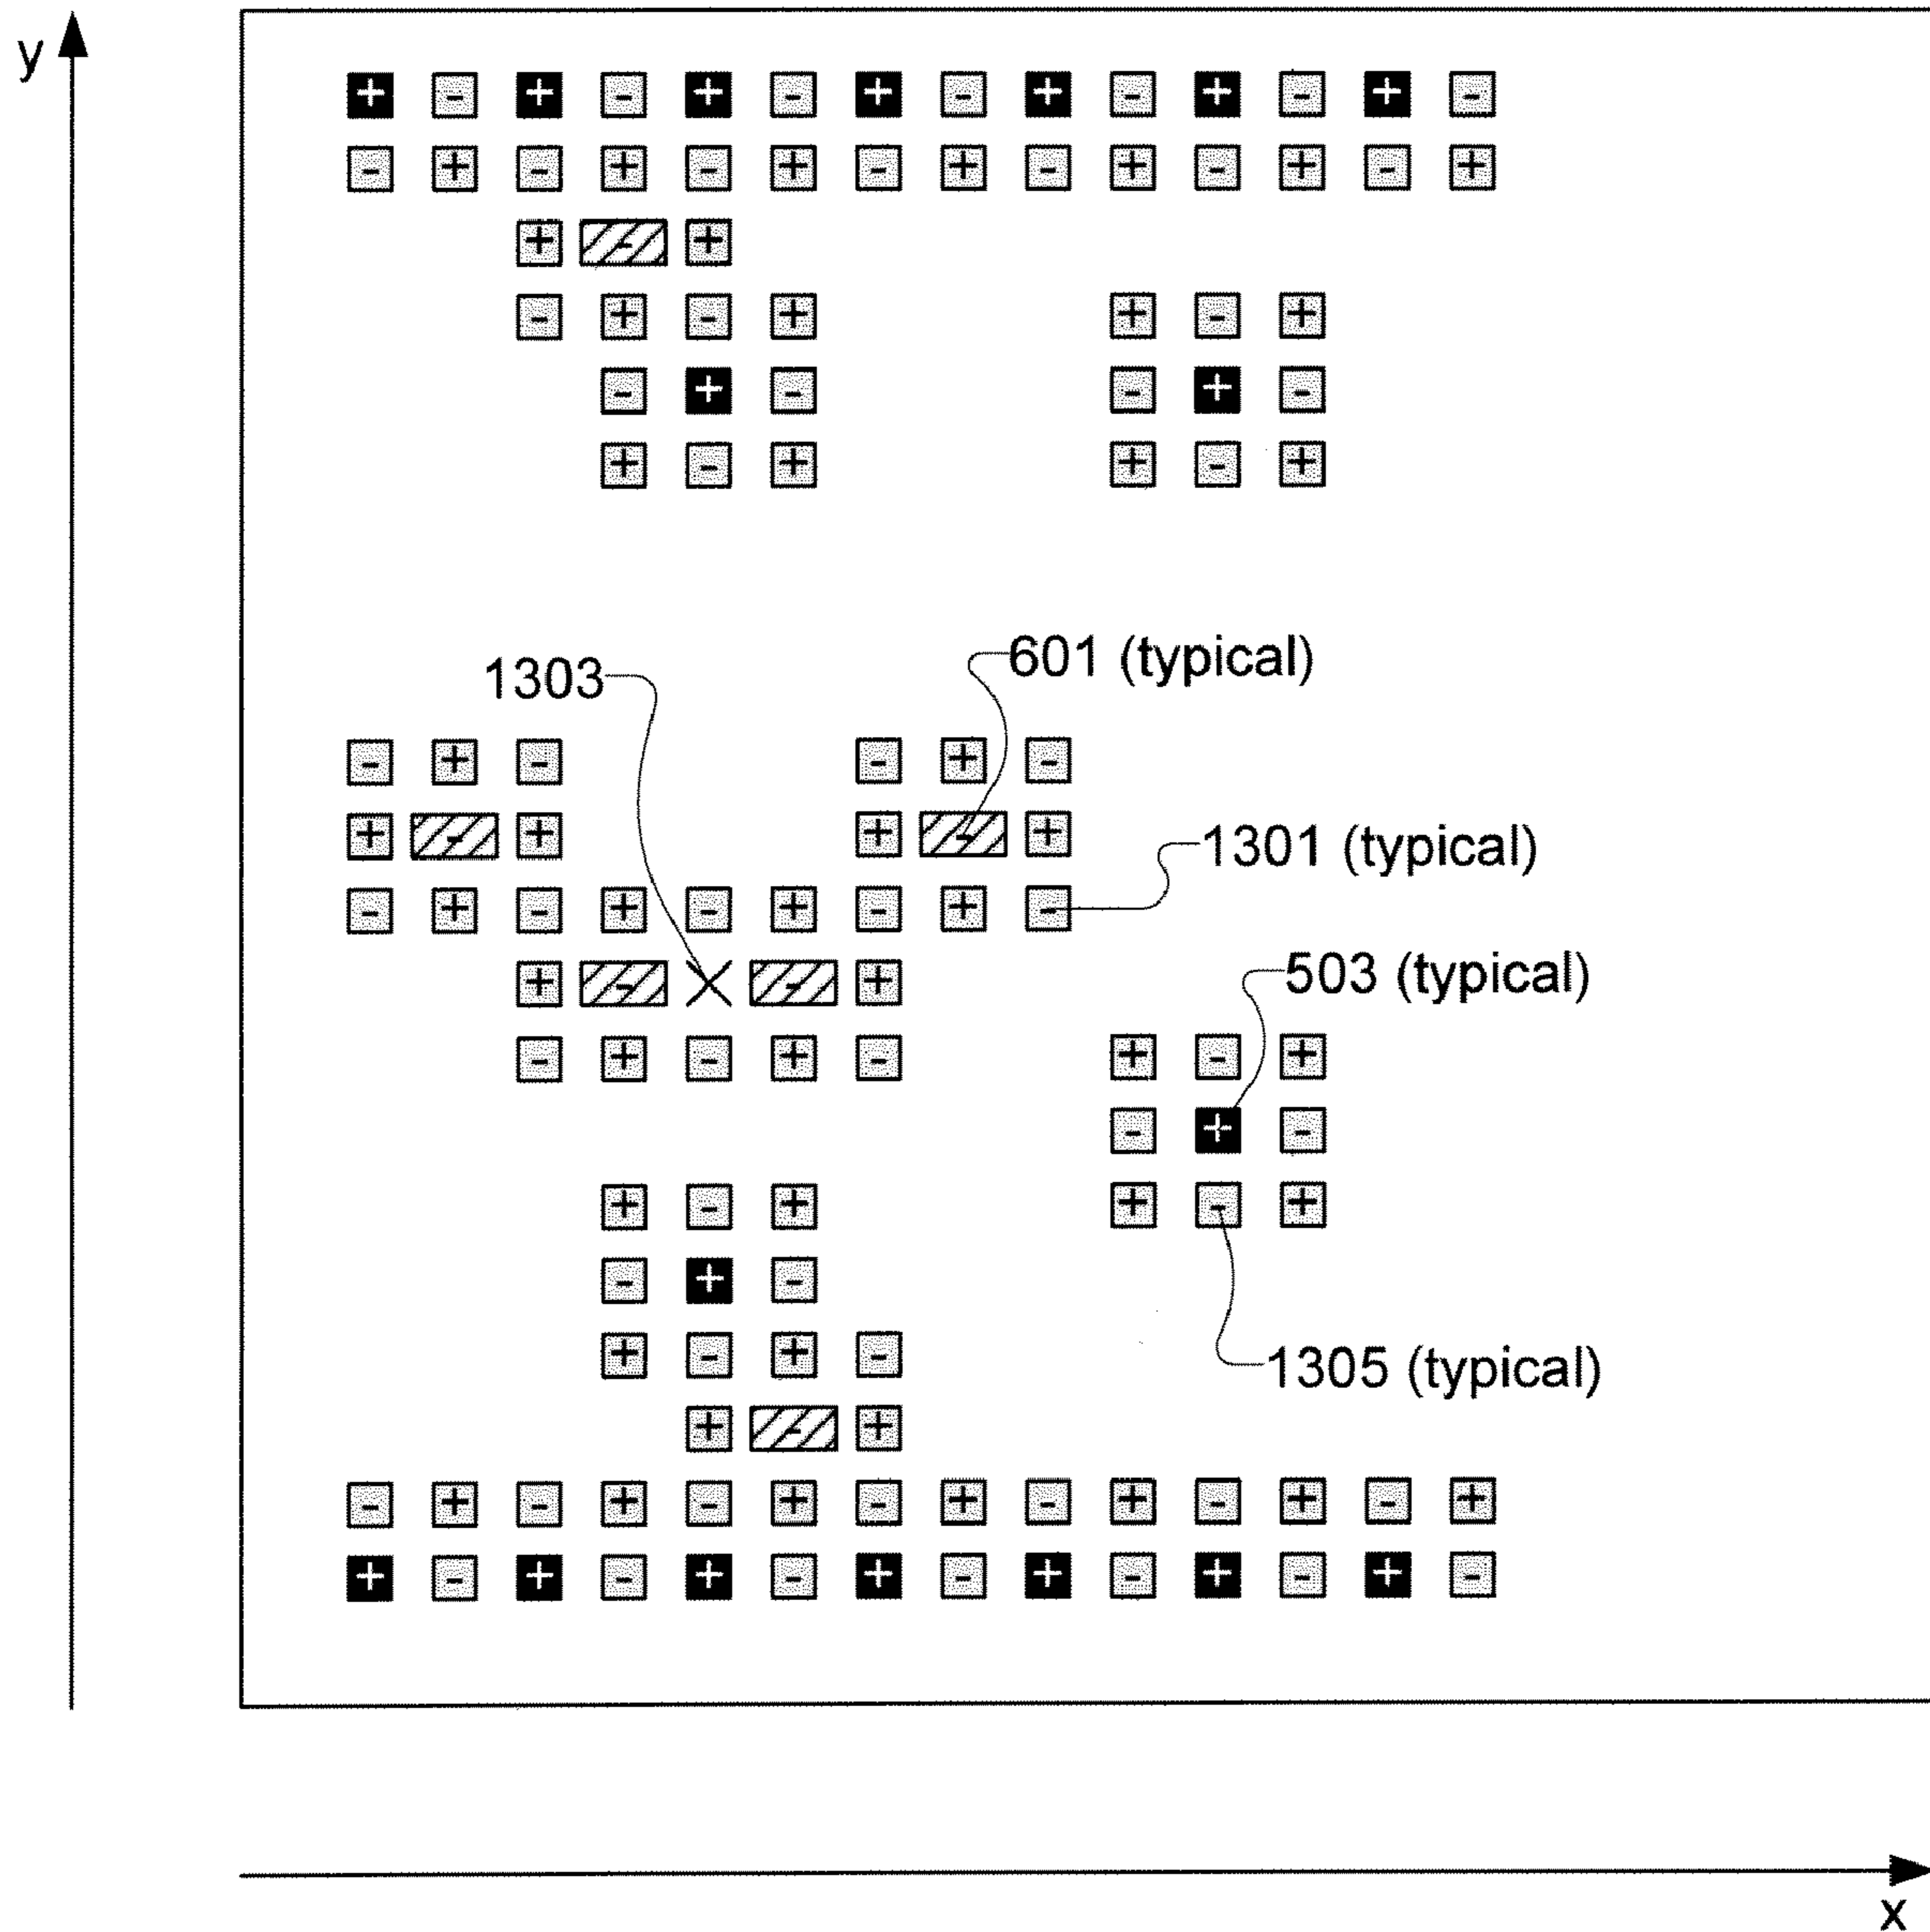 y
+ - + - + - + - + - + - + -
- + - + - + - + - + - + - +
+ - +
- + - + + - +
- + - - + -
+ - + + - +
1303 601 (typical)
- + - - + -
+ - + + - +
1301 (typical)
- + - + - + - + -
+ - X - +
503 (typical)
- + - + - + - +
- + -
+ - + + - +
- + -
+ - + -
1305 (typical)
+ - +
- + - + - + - + - + - + - +
+ - + - + - + - + - + - + -
x